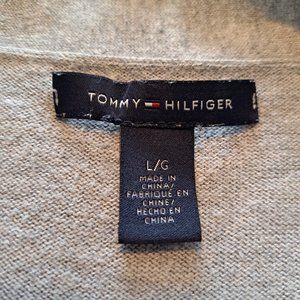 TOMMY HILFIGER
L/G
MADE IN
CHINA/
FABRIQUÉ EN
CHINE/
HECHO EN
CHINA